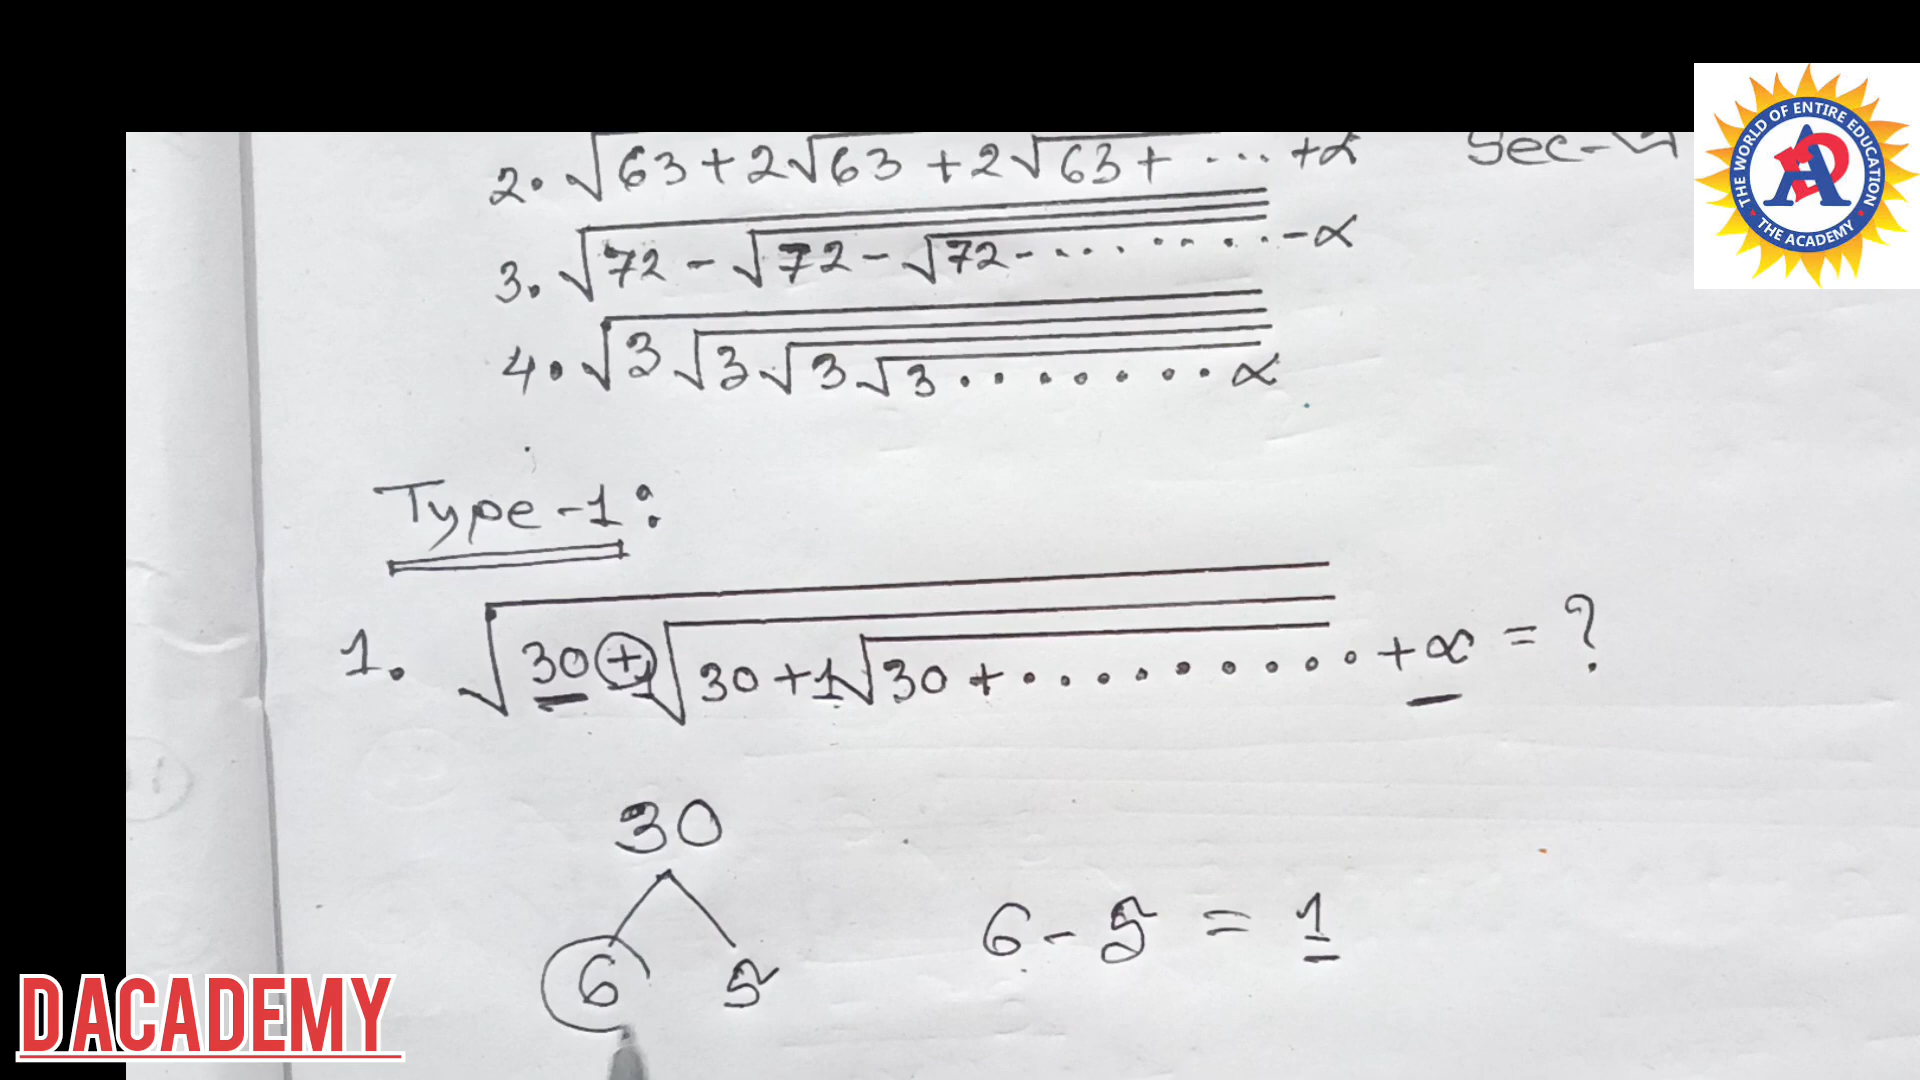 2. √63 + 2√63 + 2√63 + ... + α
3. √72 - √72 - √72 - ........ - α
4. √3√3√3√3 ........ α
Type-1:
1. √30 + 1√30 + 1√30 + .......... + ∝ = ?
30
6 5
6 - 5 = 1
THE WORLD OF ENTIRE EDUCATION
AD
THE ACADEMY
DACADEMY